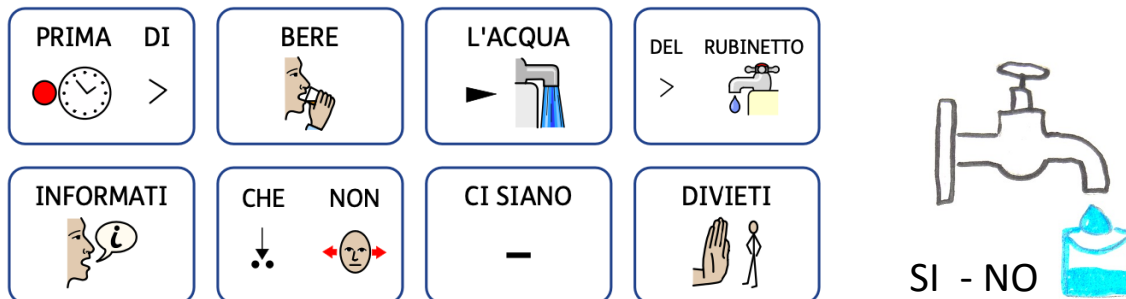 PRIMA DI BERE L'ACQUA DEL RUBINETTO
INFORMATI CHE NON CI SIANO DIVIETI
SI - NO